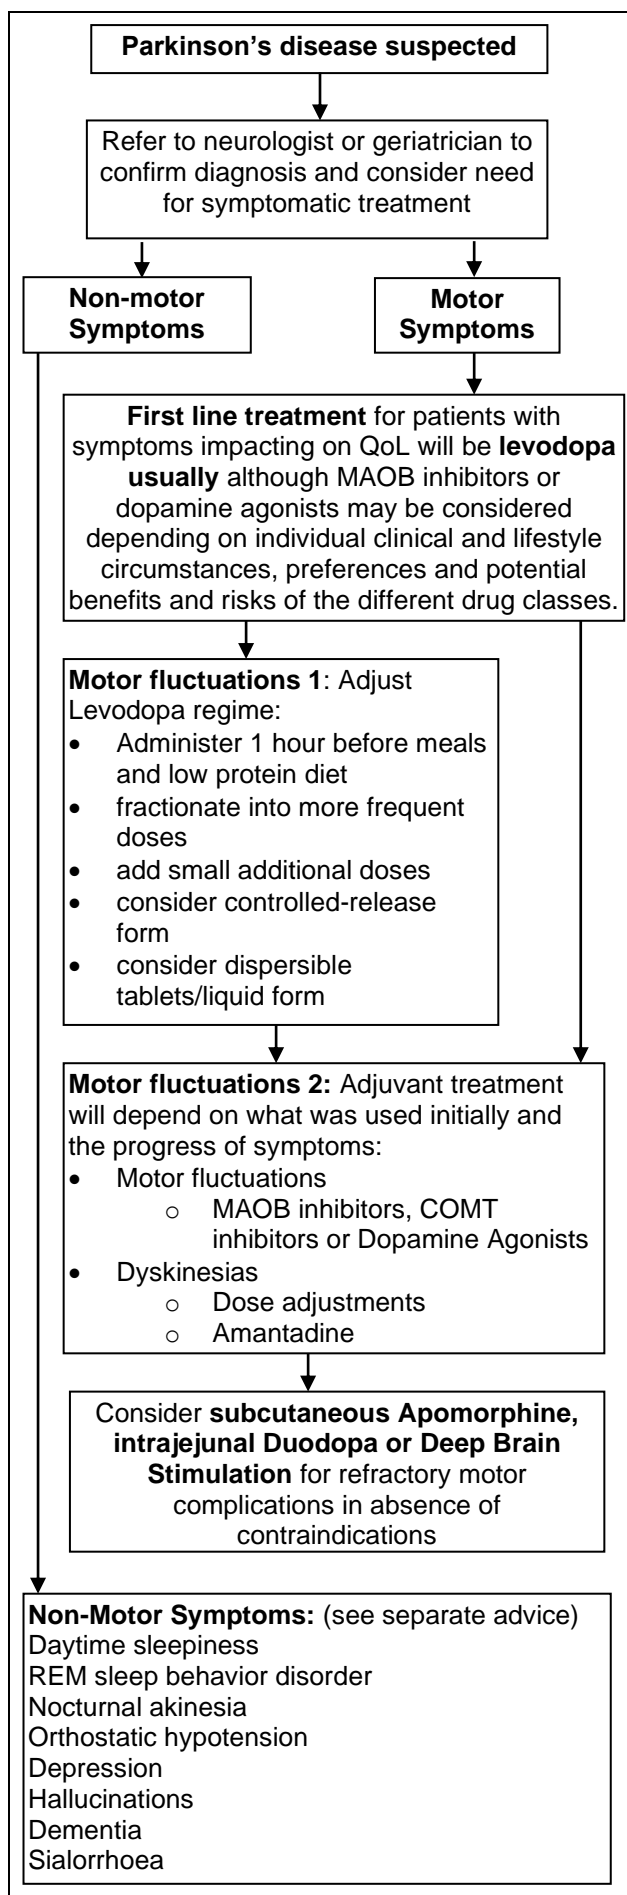 Parkinson's disease suspected
Refer to neurologist or geriatrician to
confirm diagnosis and consider need
for symptomatic treatment
Non-motor
Symptoms
Motor
Symptoms
First line treatment for patients with
symptoms impacting on QoL will be levodopa
usually although MAOB inhibitors or
dopamine agonists may be considered
depending on individual clinical and lifestyle
circumstances, preferences and potential
benefits and risks of the different drug classes.
Motor fluctuations 1: Adjust
Levodopa regime:
• Administer 1 hour before meals
and low protein diet
• fractionate into more frequent
doses
• add small additional doses
• consider controlled-release
form
• consider dispersible
tablets/liquid form
Motor fluctuations 2: Adjuvant treatment
will depend on what was used initially and
the progress of symptoms:
• Motor fluctuations
o MAOB inhibitors, COMT
inhibitors or Dopamine Agonists
• Dyskinesias
o Dose adjustments
o Amantadine
Consider subcutaneous Apomorphine,
intrajejunal Duodopa or Deep Brain
Stimulation for refractory motor
complications in absence of
contraindications
Non-Motor Symptoms: (see separate advice)
Daytime sleepiness
REM sleep behavior disorder
Nocturnal akinesia
Orthostatic hypotension
Depression
Hallucinations
Dementia
Sialorrhoea